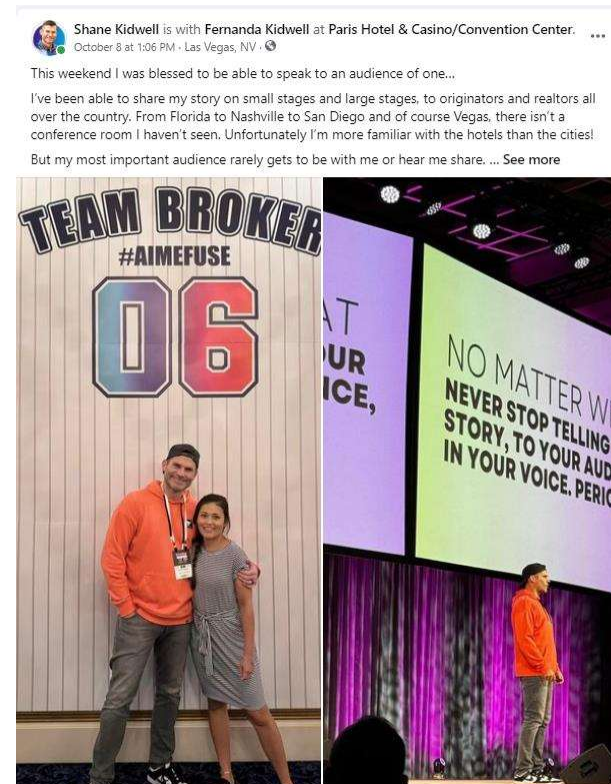 Shane Kidwell is with Fernanda Kidwell at Paris Hotel & Casino/Convention Center.
October 8 at 1:06 PM · Las Vegas, NV ·
This weekend I was blessed to be able to speak to an audience of one...
I've been able to share my story on small stages and large stages, to originators and realtors all
over the country. From Florida to Nashville to San Diego and of course Vegas, there isn't a
conference room I haven't seen. Unfortunately I'm more familiar with the hotels than the cities!
But my most important audience rarely gets to be with me or hear me share. ... See more
TEAM BROKER
#AIMEFUSE
06
AT
OUR
ICE,
NO MATTER W
NEVER STOP TELLING
STORY, TO YOUR AUD
IN YOUR VOICE. PERIO